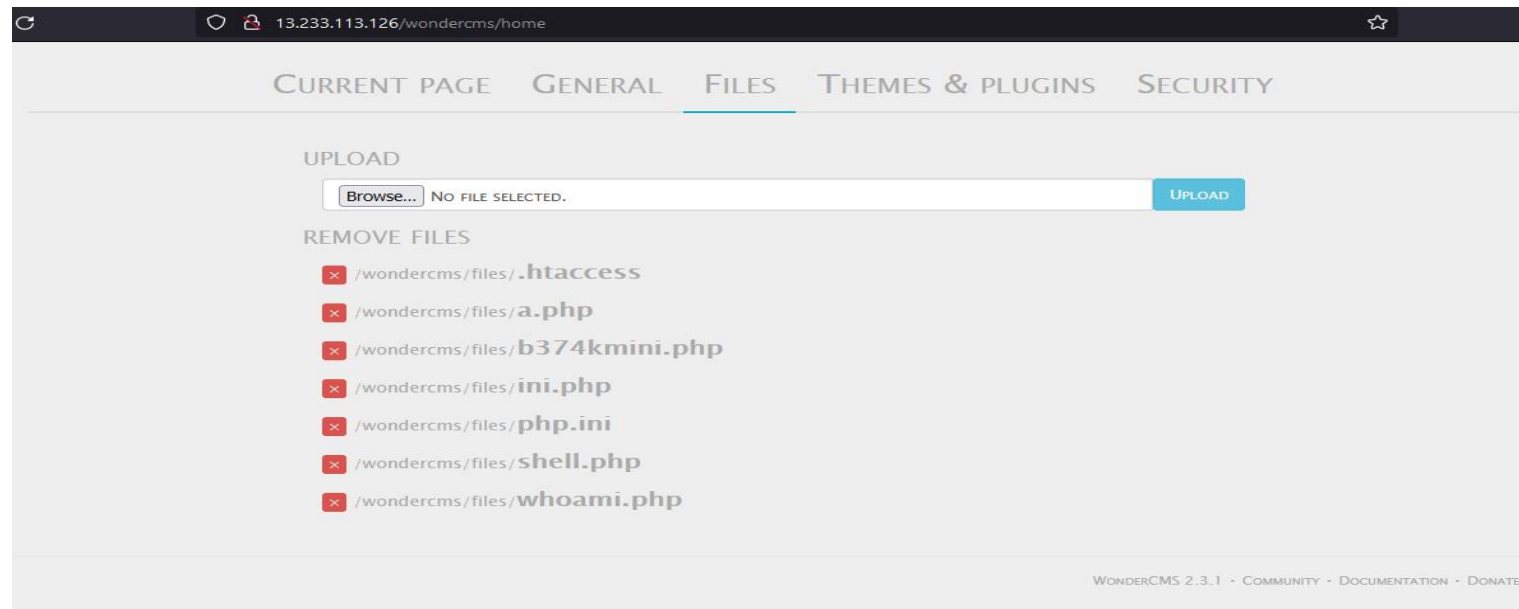 13.233.113.126/wondercms/home
CURRENT PAGE GENERAL FILES THEMES & PLUGINS SECURITY
UPLOAD
Browse... NO FILE SELECTED. UPLOAD
REMOVE FILES
× /wondercms/files/.htaccess
× /wondercms/files/a.php
× /wondercms/files/b374kmini.php
× /wondercms/files/ini.php
× /wondercms/files/php.ini
× /wondercms/files/shell.php
× /wondercms/files/whoami.php
WONDERCMS 2.3.1 · COMMUNITY · DOCUMENTATION · DONATE